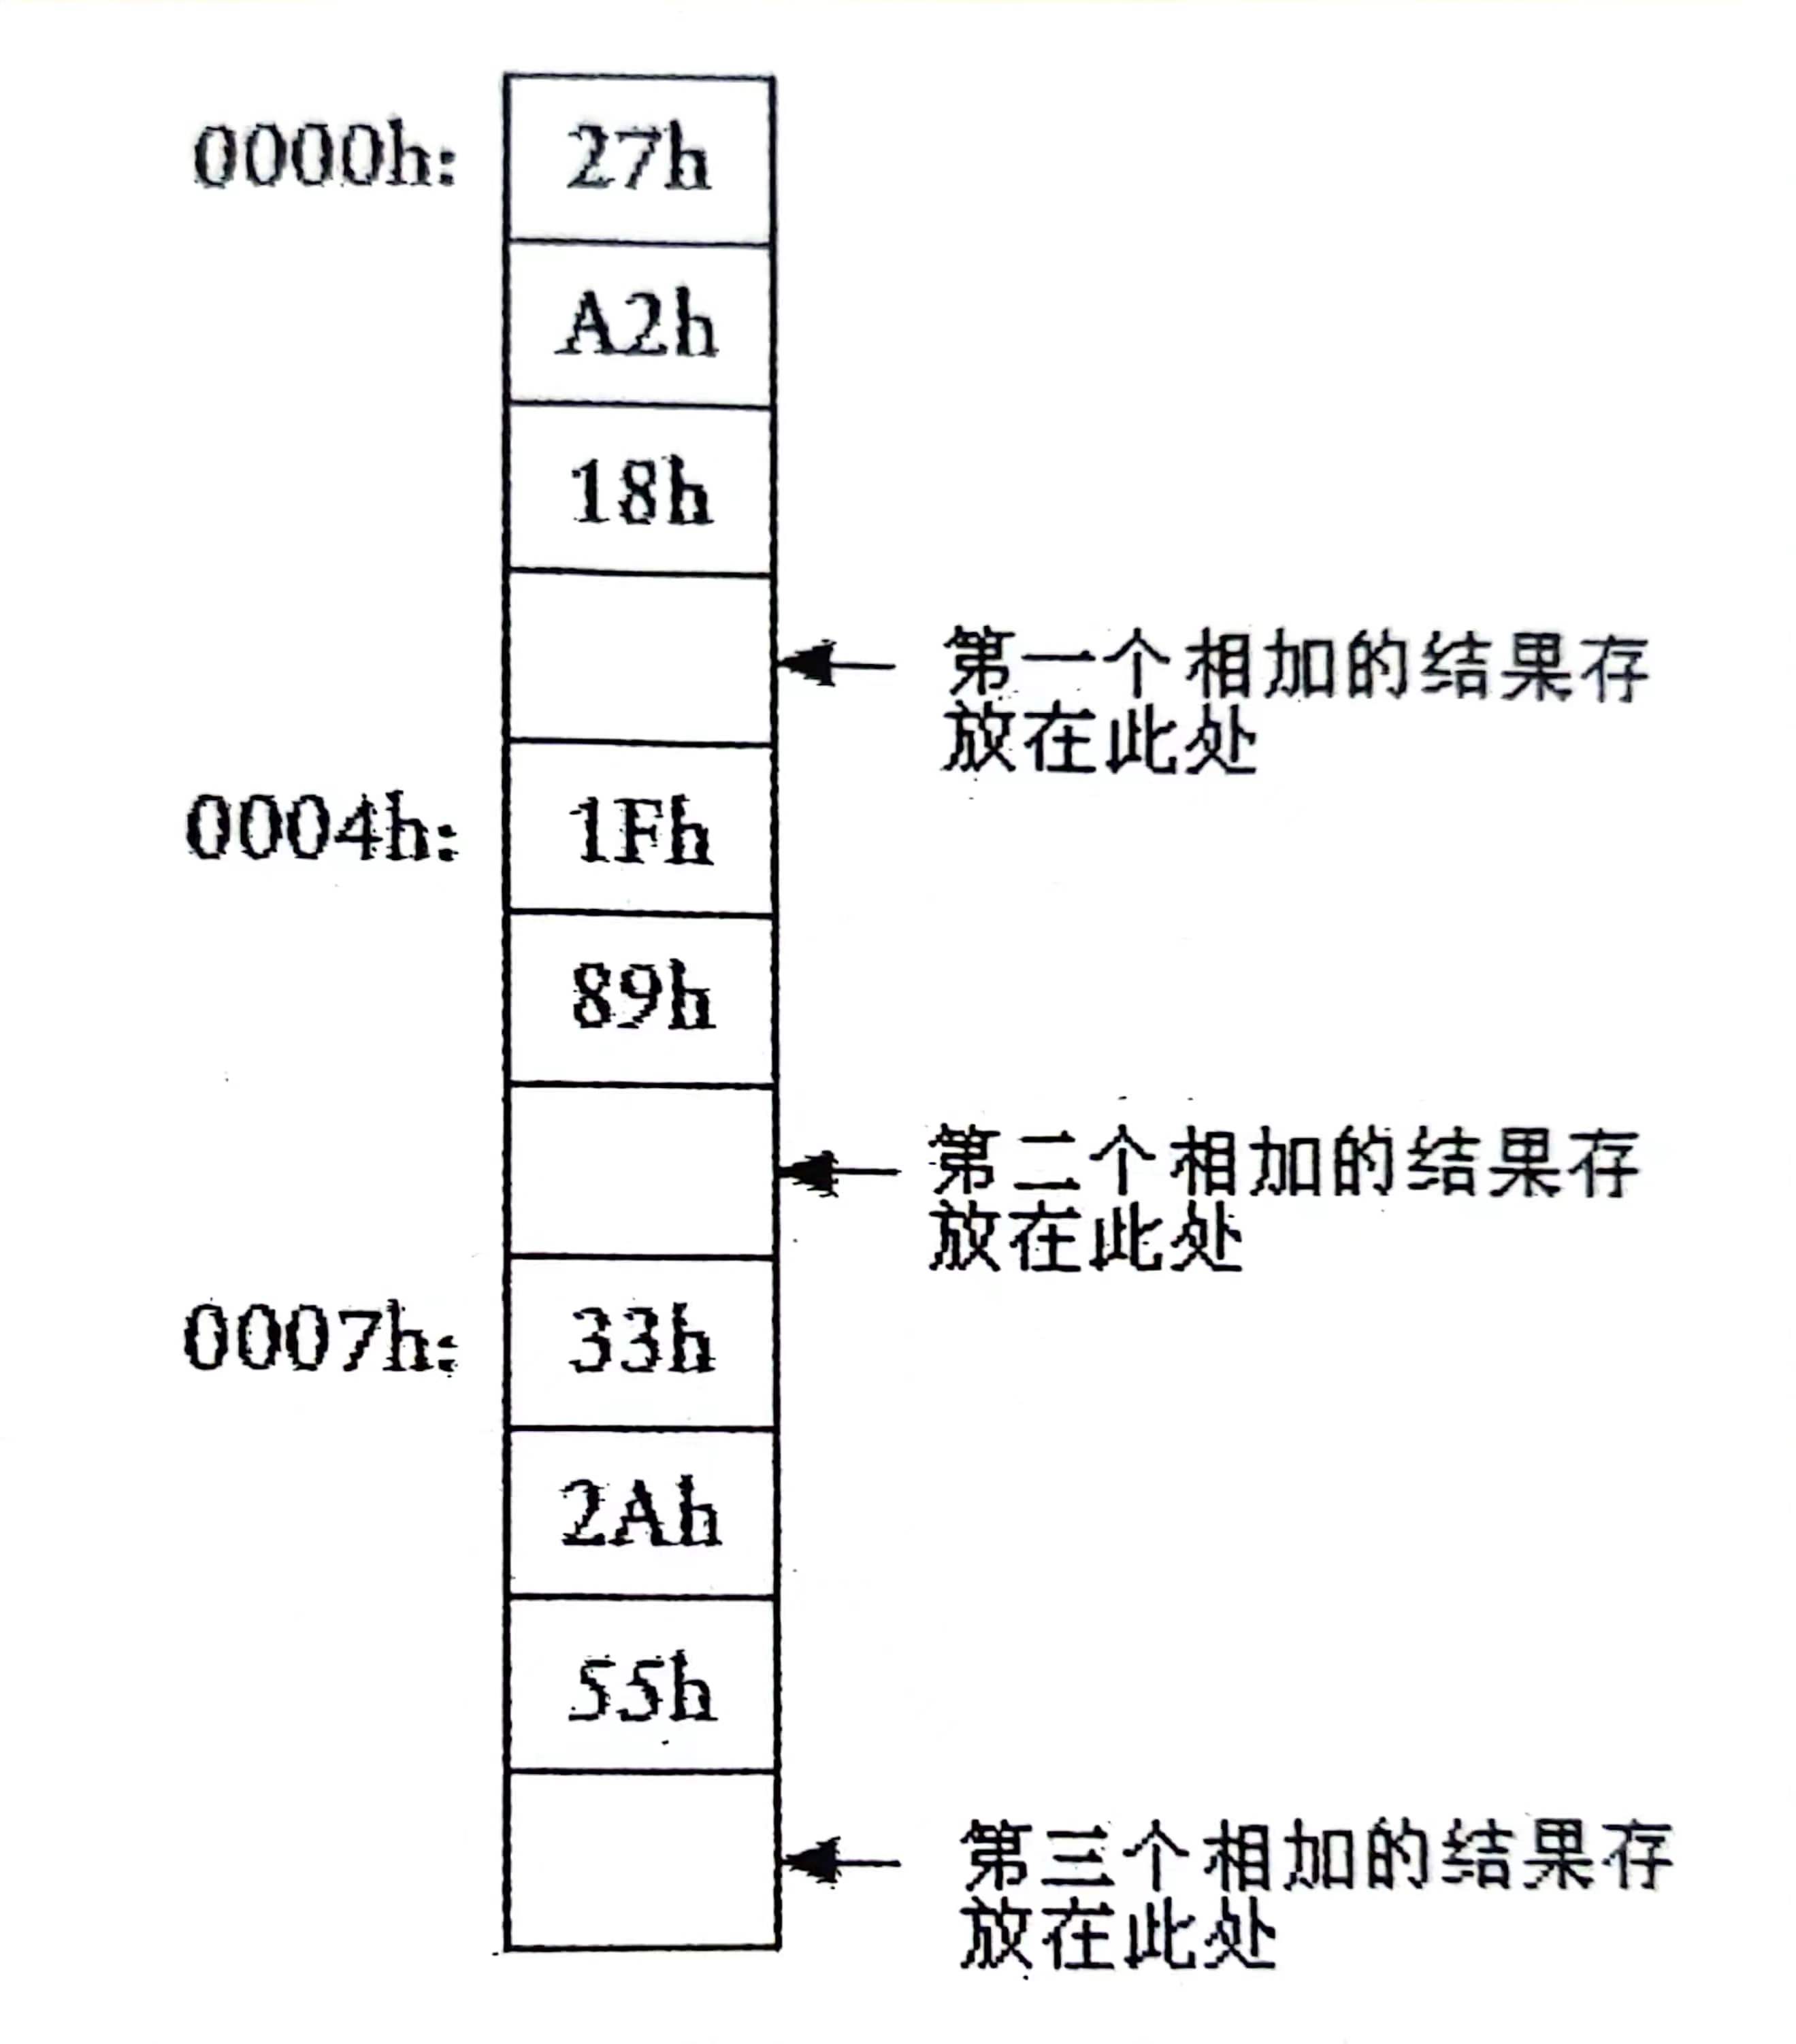 0000h: 27h
A2h
18h
第一个相加的结果存
放在此处
0004h: 1Fh
89h
第二个相加的结果存
放在此处
0007h: 33h
2Ah
55h
第三个相加的结果存
放在此处